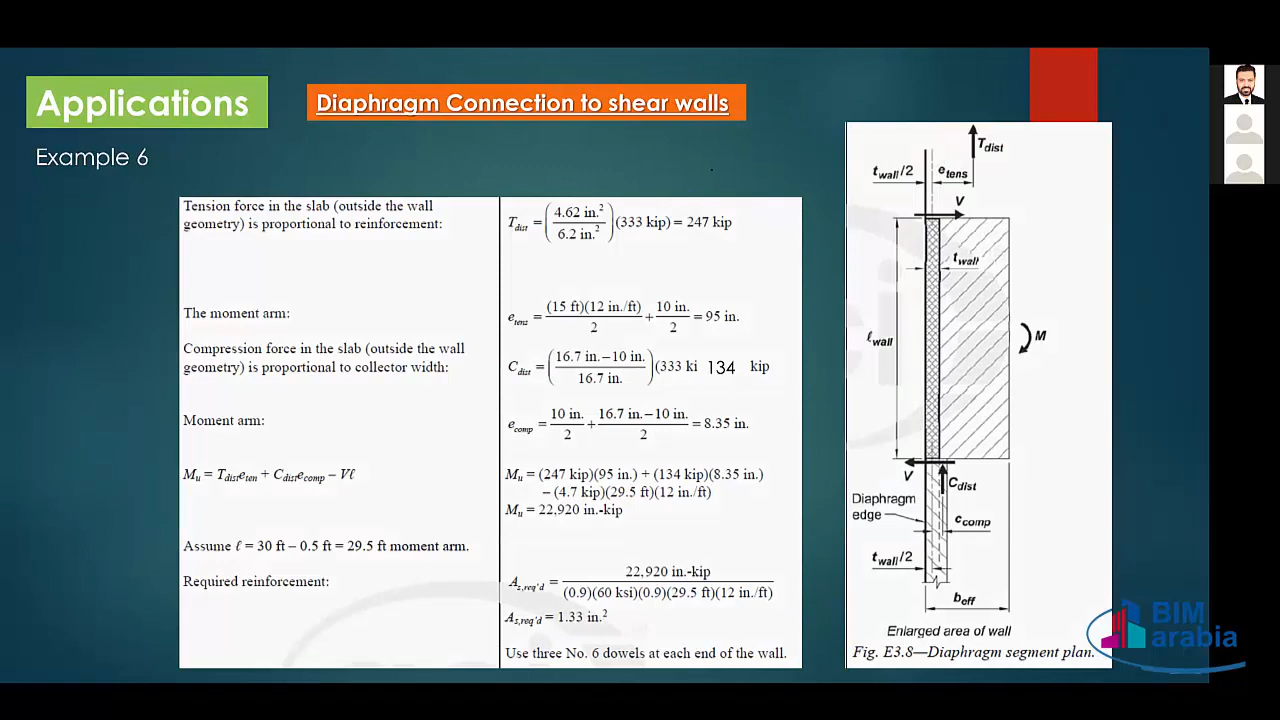 Applications
Diaphragm Connection to shear walls
Example 6
Tension force in the slab (outside the wall
geometry) is proportional to reinforcement:
T_dist = (4.62 in.² / 6.2 in.²) (333 kip) = 247 kip
The moment arm:
e_tens = (15 ft)(12 in./ft) / 2 + 10 in. / 2 = 95 in.
Compression force in the slab (outside the wall
geometry) is proportional to collector width:
C_dist = (16.7 in. – 10 in. / 16.7 in.) (333 ki 134 kip
Moment arm:
e_comp = 10 in. / 2 + 16.7 in. – 10 in. / 2 = 8.35 in.
M_u = T_dist e_ten + C_dist e_comp – Vℓ
M_u = (247 kip)(95 in.) + (134 kip)(8.35 in.)
– (4.7 kip)(29.5 ft)(12 in./ft)
M_u = 22,920 in.-kip
Assume ℓ = 30 ft – 0.5 ft = 29.5 ft moment arm.
Required reinforcement:
A_s,req'd = 22,920 in.-kip / (0.9)(60 ksi)(0.9)(29.5 ft)(12 in./ft)
A_s,req'd = 1.33 in.²
Use three No. 6 dowels at each end of the wall.
T_dist
t_wall/2
e_tens
V
t_wall
ℓ_wall
M
V
C_dist
Diaphragm
edge
c_comp
t_wall/2
b_eff
Enlarged area of wall
Fig. E3.8—Diaphragm segment plan.
BIM
arabia